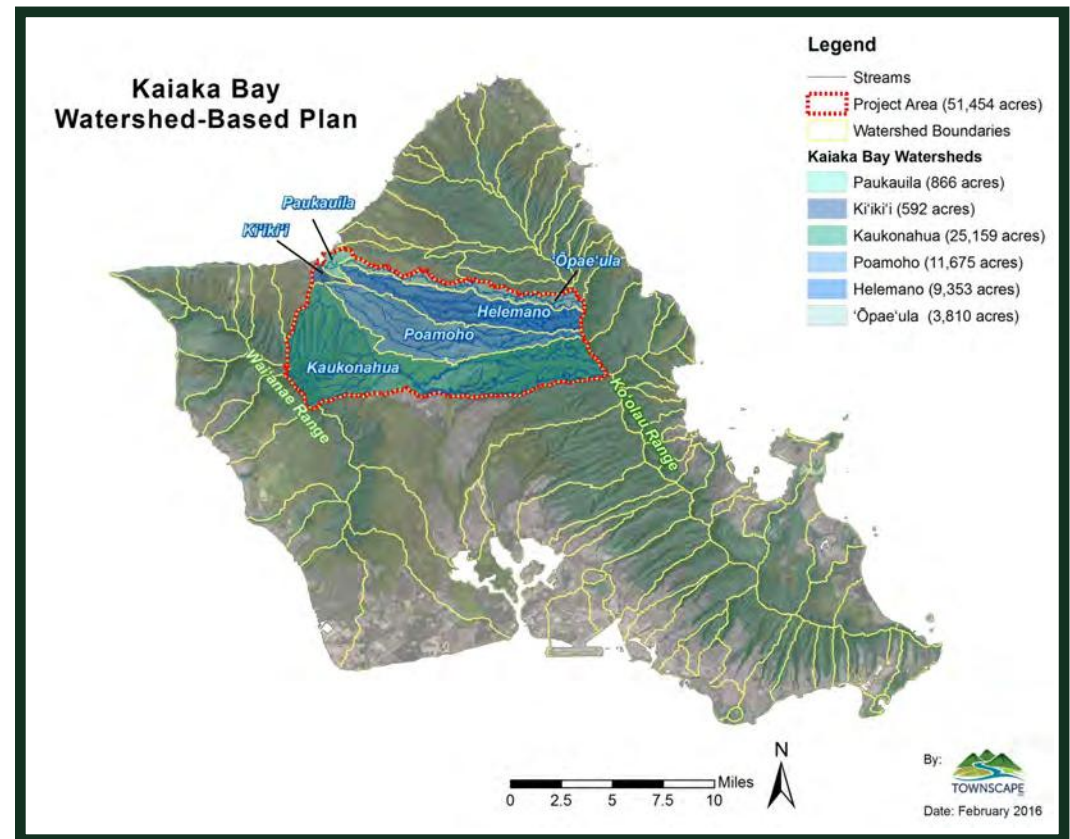 Kaiaka Bay
Watershed-Based Plan
Legend
Streams
Project Area (51,454 acres)
Watershed Boundaries
Kaiaka Bay Watersheds
Paukauila (866 acres)
Ki‘iki‘i (592 acres)
Kaukonahua (25,159 acres)
Poamoho (11,675 acres)
Helemano (9,353 acres)
‘Ōpae‘ula (3,810 acres)
Paukauila
Ki‘iki‘i
‘Ōpae‘ula
Helemano
Poamoho
Kaukonahua
Wai‘anae Range
Ko‘olau Range
N
Miles
0 2.5 5 7.5 10
By:
TOWNSCAPE
Date: February 2016